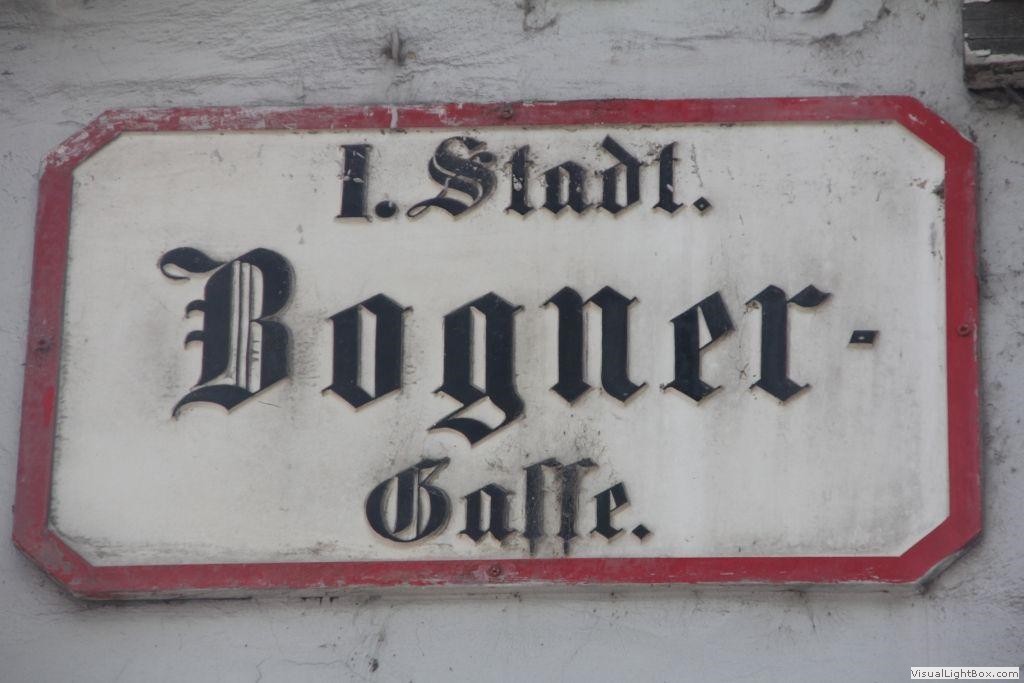 I. Stadt.
Bogner-
Gasse.
VisualLightBox.com